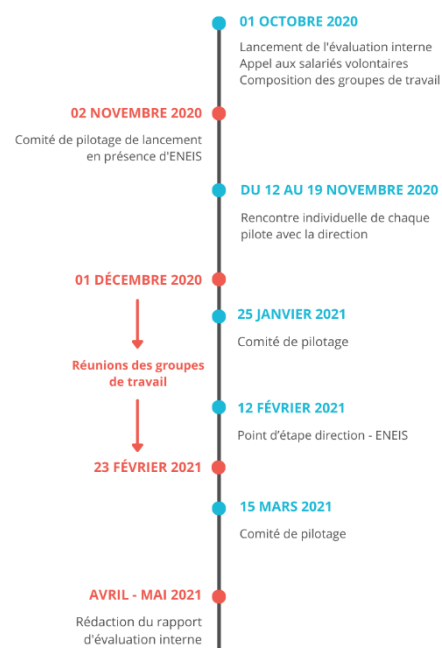 01 OCTOBRE 2020
Lancement de l'évaluation interne
Appel aux salariés volontaires
Composition des groupes de travail
02 NOVEMBRE 2020
Comité de pilotage de lancement
en présence d'ENEIS
DU 12 AU 19 NOVEMBRE 2020
Rencontre individuelle de chaque
pilote avec la direction
01 DÉCEMBRE 2020
25 JANVIER 2021
Comité de pilotage
Réunions des groupes
de travail
12 FÉVRIER 2021
Point d'étape direction - ENEIS
23 FÉVRIER 2021
15 MARS 2021
Comité de pilotage
AVRIL - MAI 2021
Rédaction du rapport
d'évaluation interne